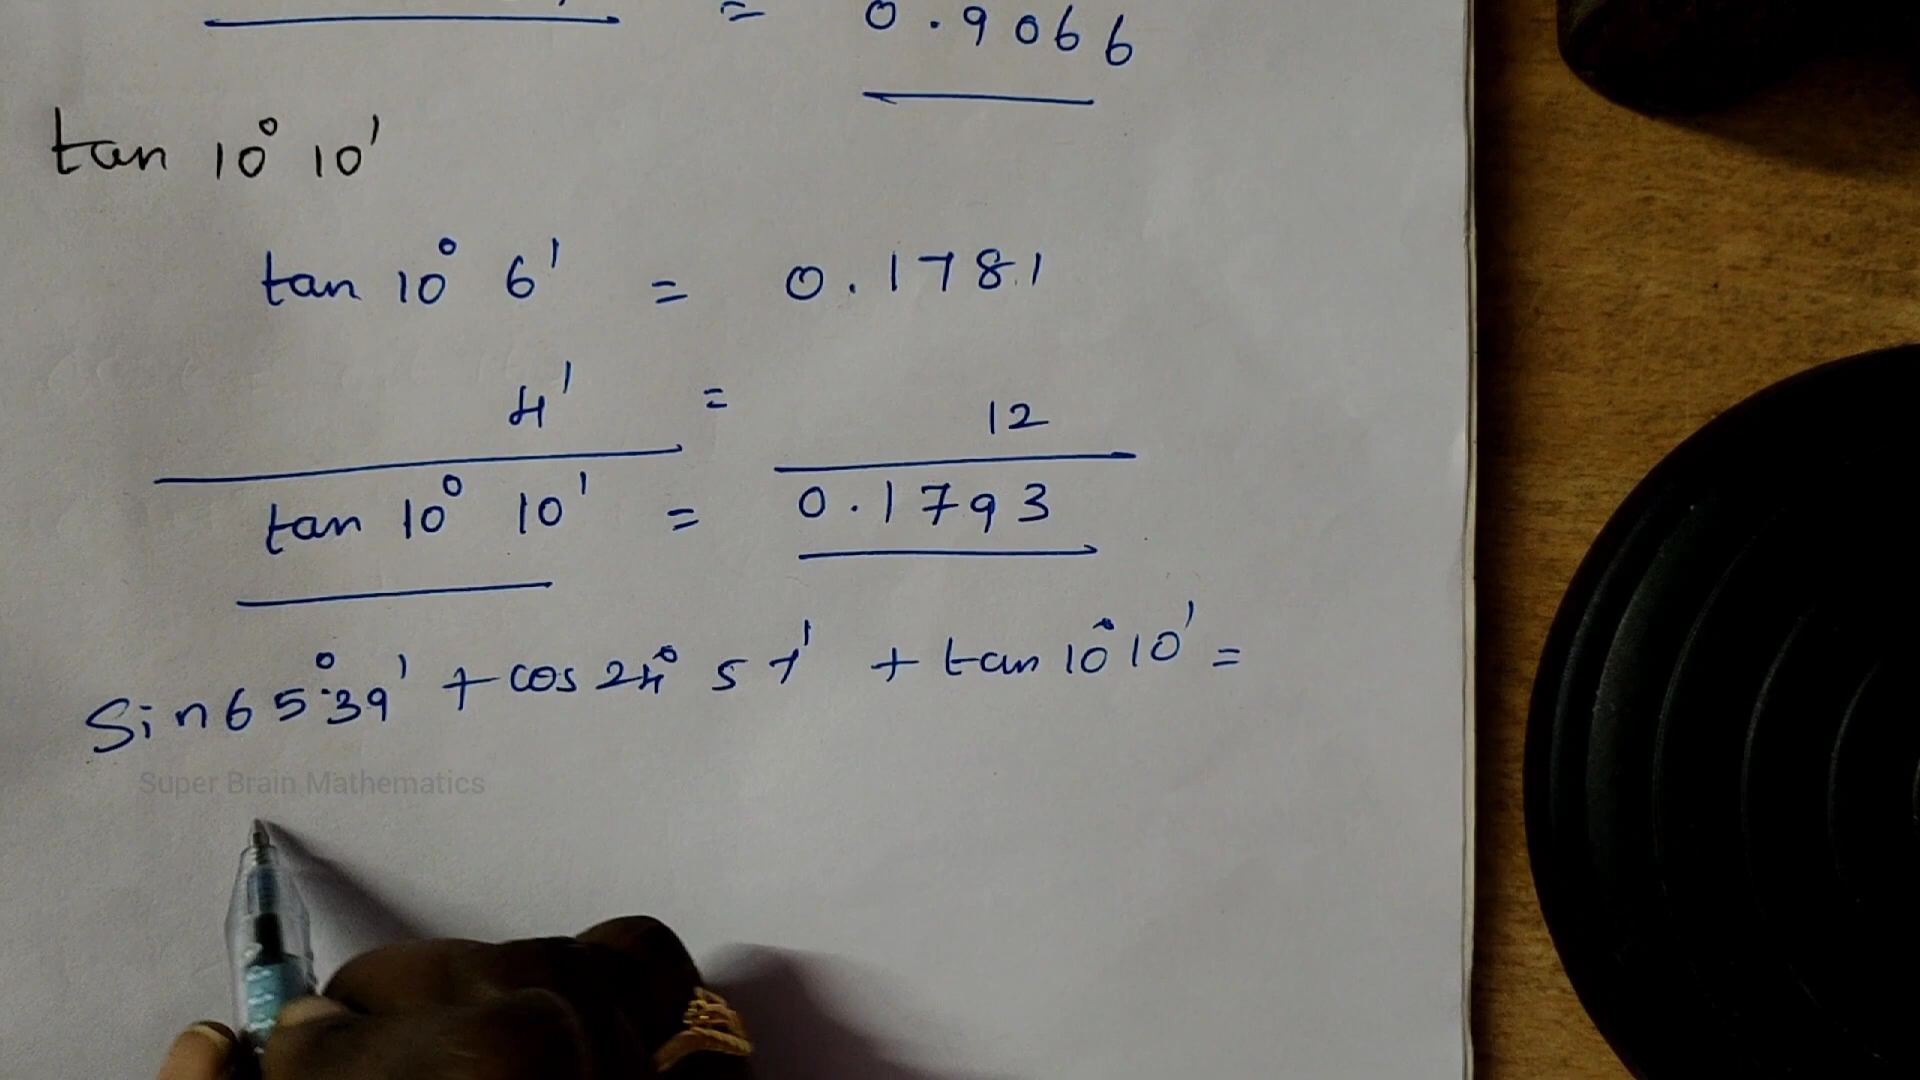 = 0.9066
tan 10° 10'
tan 10° 6' = 0.1781
4' = 12
tan 10° 10' = 0.1793
Sin 65° 39' + cos 24° 57' + tan 10° 10' =
Super Brain Mathematics